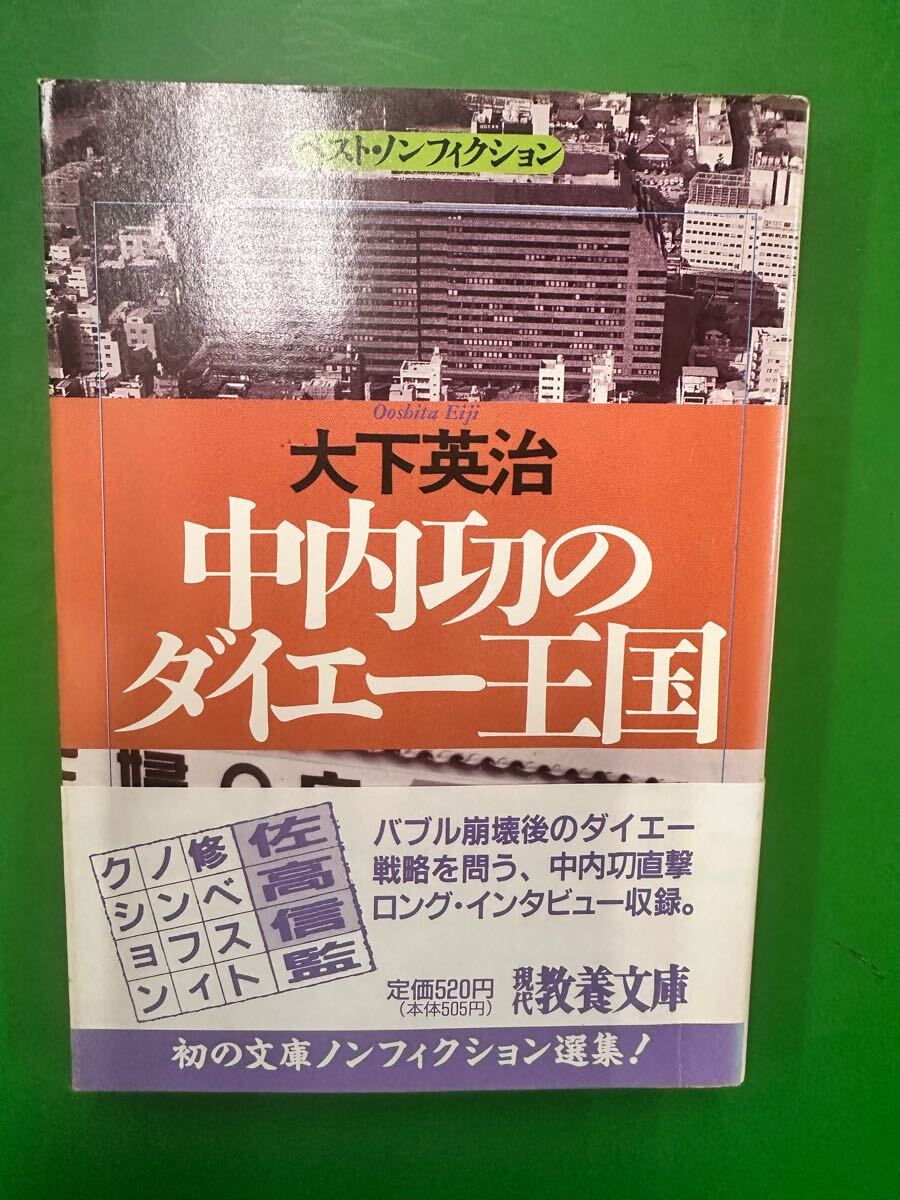 ベスト・ノンフィクション
Ooshita Eiji
大下英治
中内㓛の
ダイエー王国
佐高信監
修ベスト
ノンフィ
クション
バブル崩壊後のダイエー
戦略を問う、中内㓛直撃
ロング・インタビュー収録。
定価520円
(本体505円)
現代教養文庫
初の文庫ノンフィクション選集!